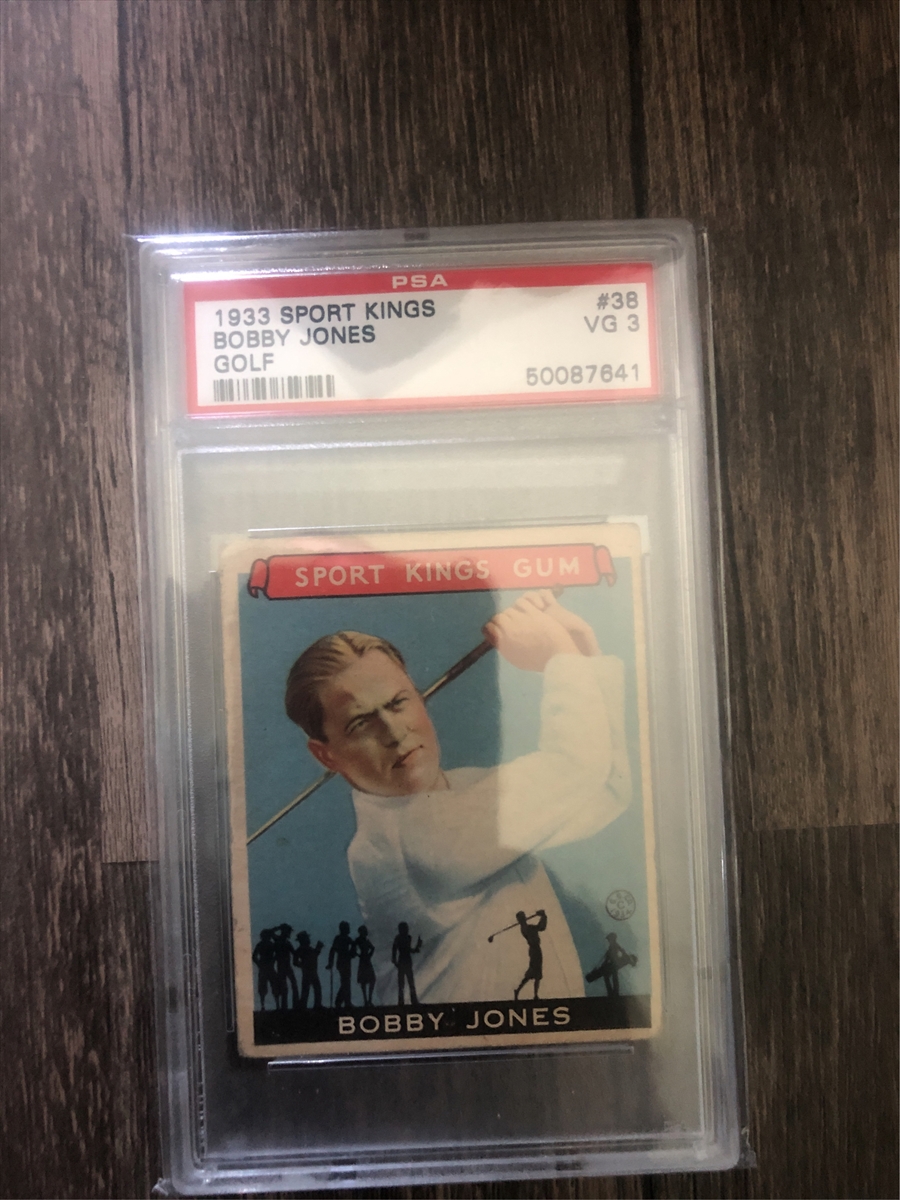 PSA
1933 SPORT KINGS #38
BOBBY JONES VG 3
GOLF
50087641
SPORT KINGS GUM
BOBBY JONES